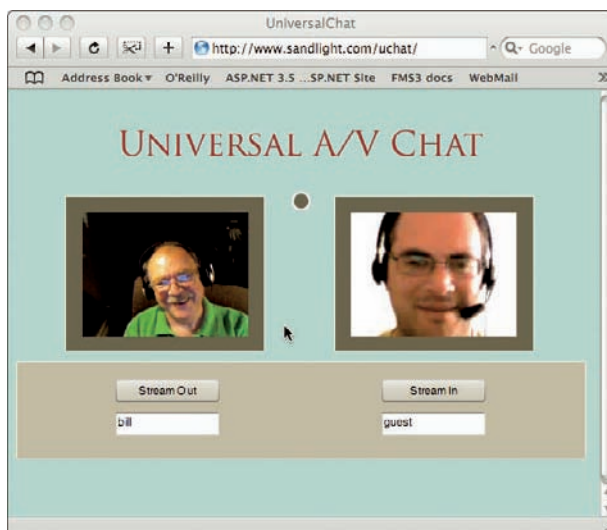 UniversalChat
http://www.sandlight.com/uchat/
Google
Address Book O'Reilly ASP.NET 3.5 ...SP.NET Site FMS3 docs WebMail
UNIVERSAL A/V CHAT
Stream Out Stream In
bill guest